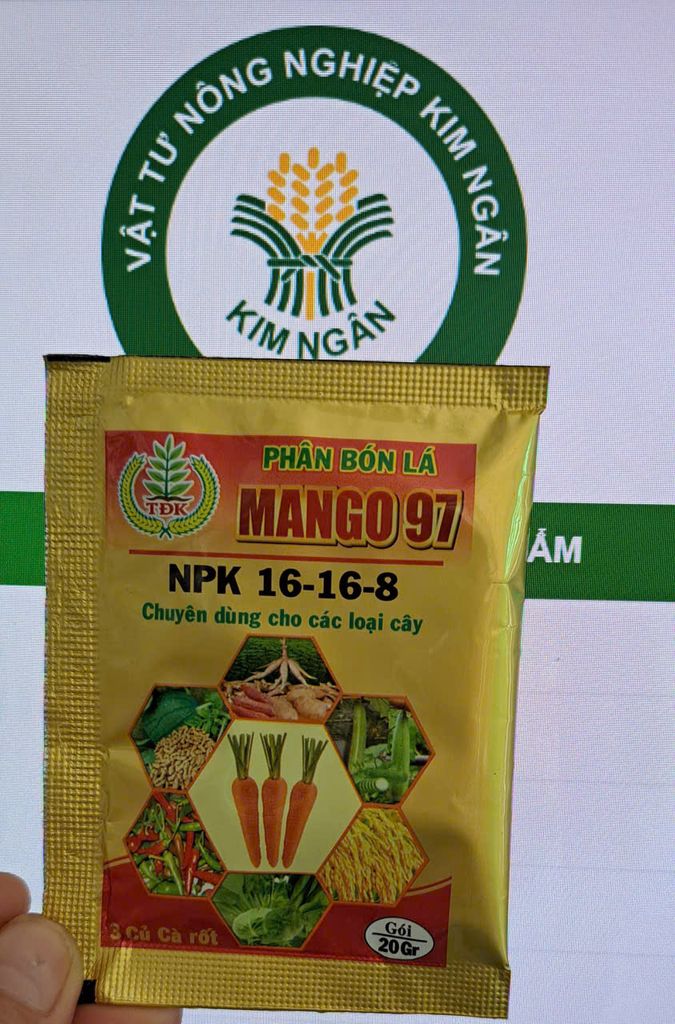 VẬT TƯ NÔNG NGHIỆP KIM NGÂN
KIM NGÂN
PHÂN BÓN LÁ
TĐK
MANGO 97
ẨM
NPK 16-16-8
Chuyên dùng cho các loại cây
3 Củ Cà rốt
Gói
20Gr